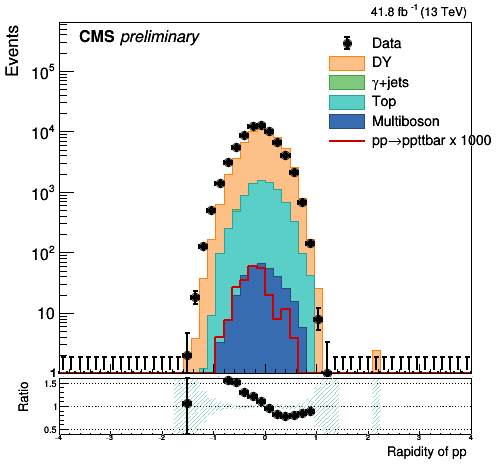 41.8 fb⁻¹ (13 TeV)
CMS preliminary
Events
Data
DY
γ+jets
Top
Multiboson
pp→ppttbar x 1000
10⁵
10⁴
10³
10²
10
1
Ratio
1.5
1.0
0.5
-4 -3 -2 -1 0 1 2 3 4
Rapidity of pp